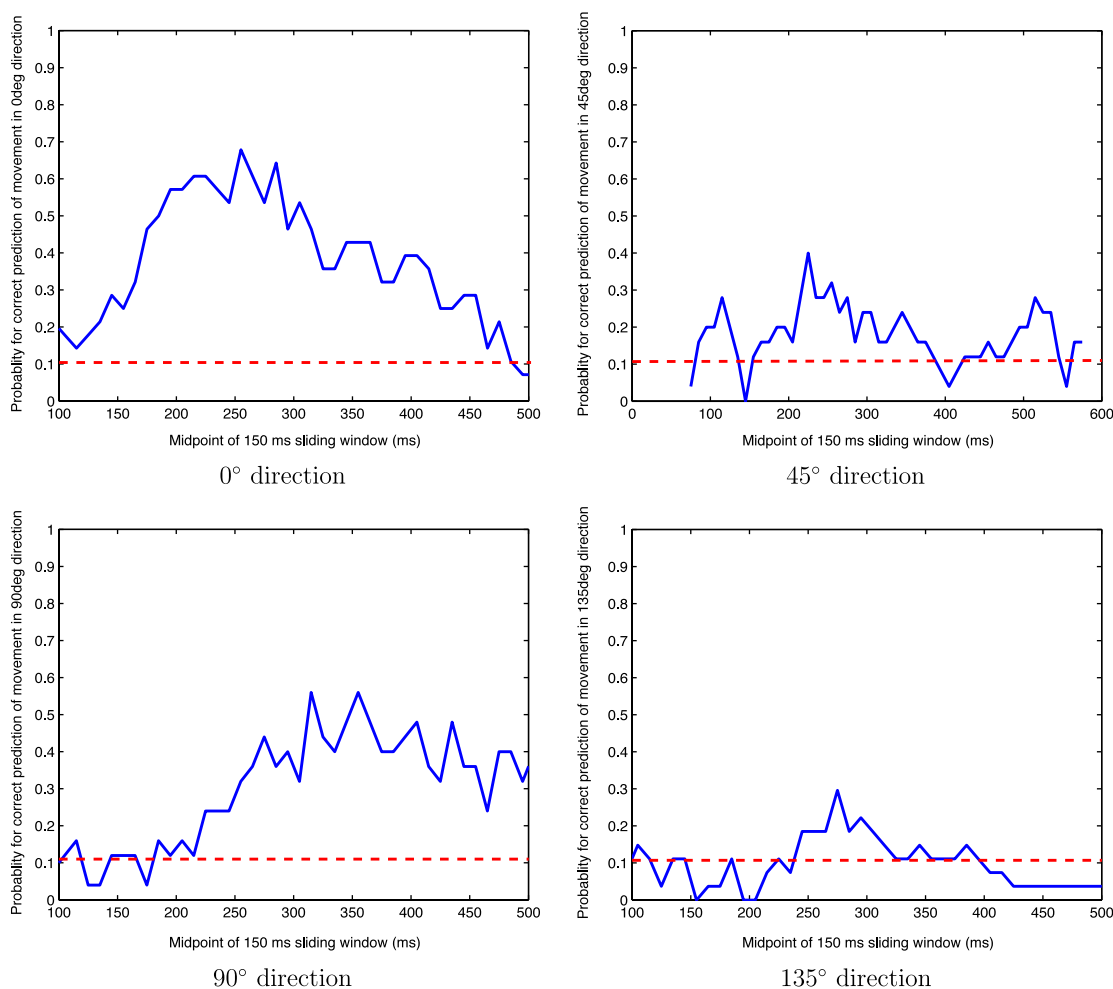 Probablity for correct prediction of movement in 0deg direction
1
0.9
0.8
0.7
0.6
0.5
0.4
0.3
0.2
0.1
0
100 150 200 250 300 350 400 450 500
Midpoint of 150 ms sliding window (ms)
0° direction
Probablity for correct prediction of movement in 45deg direction
1
0.9
0.8
0.7
0.6
0.5
0.4
0.3
0.2
0.1
0
0 100 200 300 400 500 600
Midpoint of 150 ms sliding window (ms)
45° direction
Probablity for correct prediction of movement in 90deg direction
1
0.9
0.8
0.7
0.6
0.5
0.4
0.3
0.2
0.1
0
100 150 200 250 300 350 400 450 500
Midpoint of 150 ms sliding window (ms)
90° direction
Probablity for correct prediction of movement in 135deg direction
1
0.9
0.8
0.7
0.6
0.5
0.4
0.3
0.2
0.1
0
100 150 200 250 300 350 400 450 500
Midpoint of 150 ms sliding window (ms)
135° direction